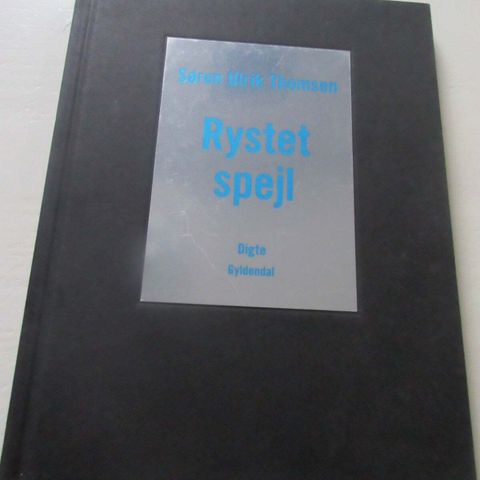 Søren Ulrik Thomsen
Rystet
spejl
Digte
Gyldendal